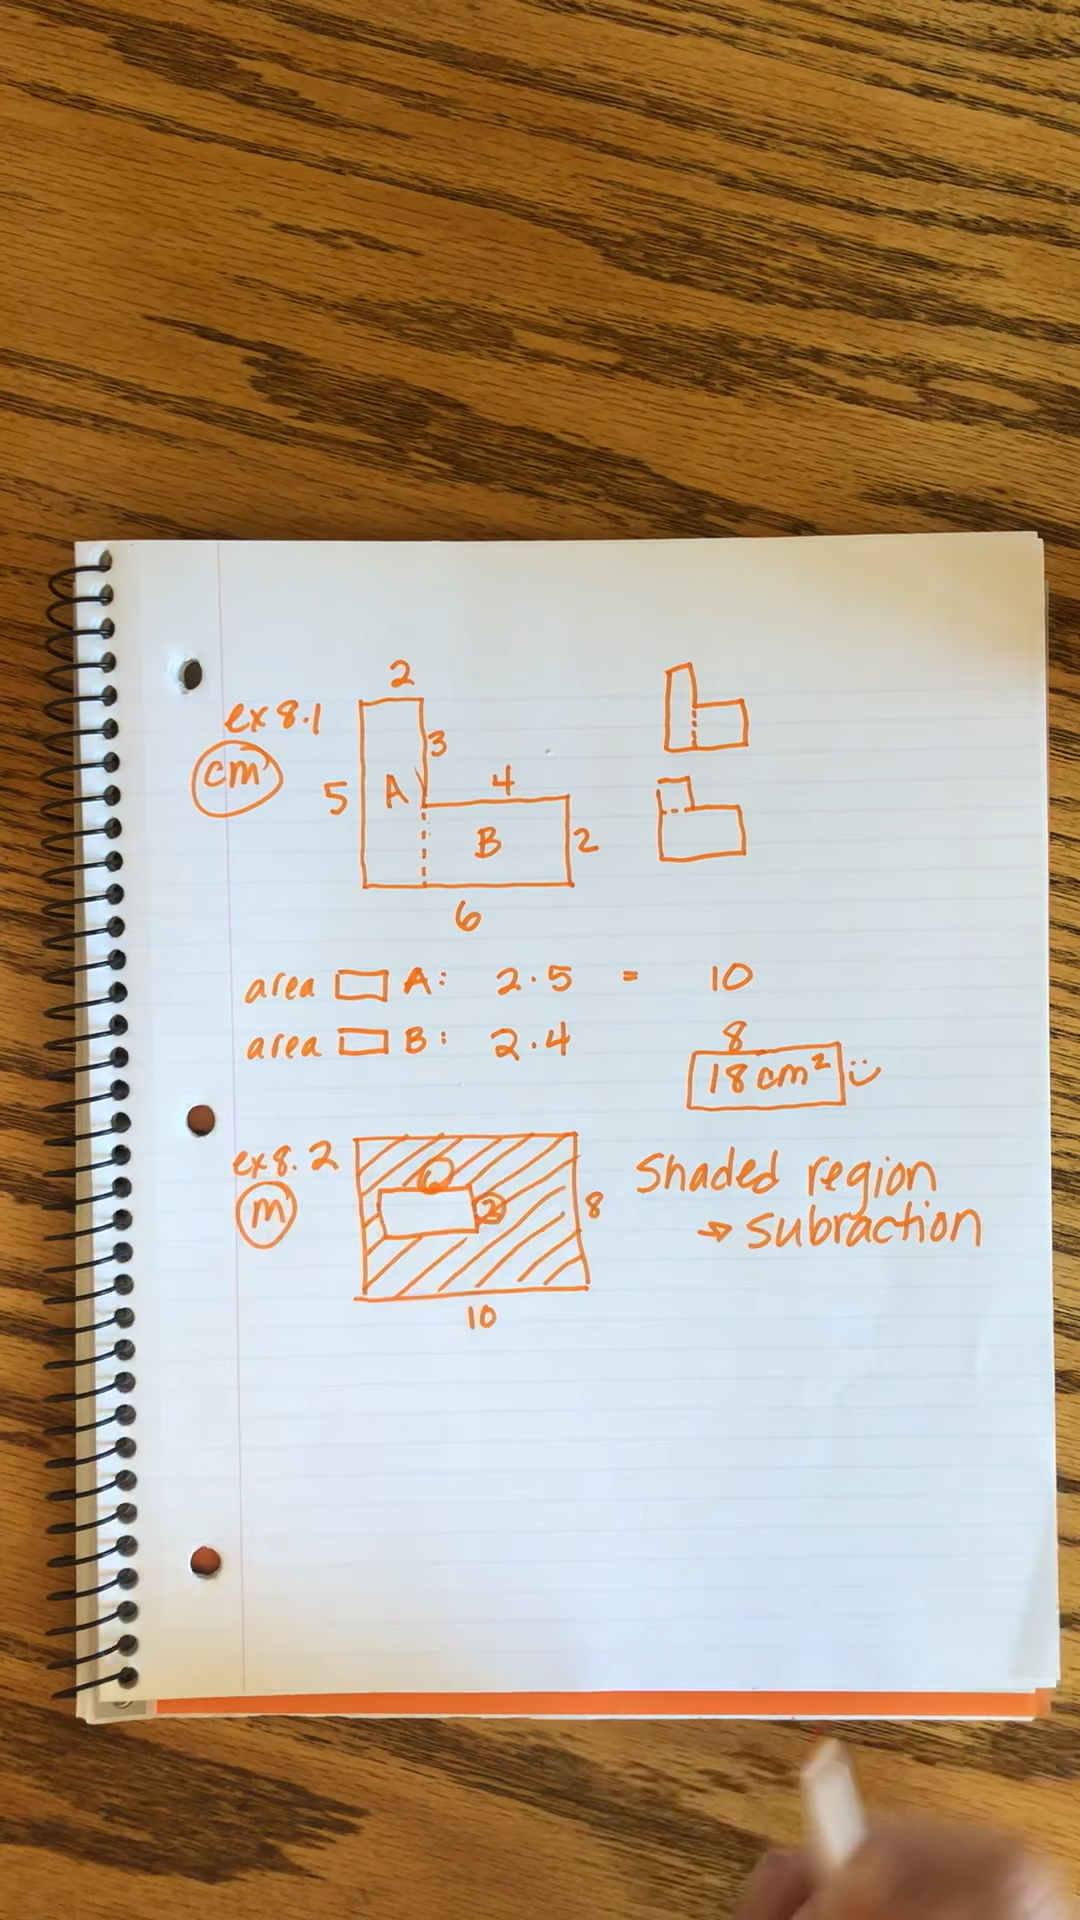 2
ex 8.1
3
cm
5
A
4
B
2
6
area A: 2·5 = 10
area B: 2·4 8
18 cm²
ex 8.2
m
2
8
10
Shaded region
→ subraction